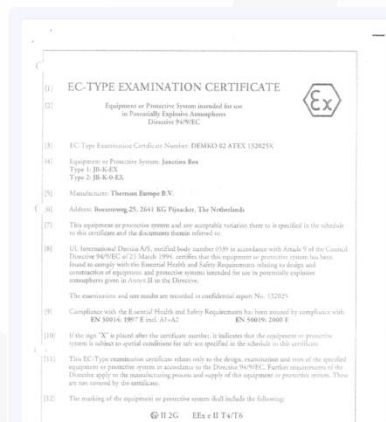 [1] EC-TYPE EXAMINATION CERTIFICATE
[2] Equipment or Protective System intended for use
in Potentially Explosive Atmospheres
Directive 94/9/EC
[3] EC-Type Examination Certificate Number: DEMKO 02 ATEX 132025X
[4] Equipment or Protective System: Junction Box
Type 1: JB-K-EX
Type 2: JB-K-0-EX
[5] Manufacturer: Thermon Europe B.V.
[6] Address: Boezemweg 25, 2641 KG Pijnacker, The Netherlands
[7] This equipment or protective system and any acceptable variation there to is specified in the schedule
to this certificate and the documents therein referred to.
[8] UL International Demko A/S, notified body number 0539 in accordance with Article 9 of the Council
Directive 94/9/EC of 23 March 1994, certifies that this equipment or protective system has been
found to comply with the Essential Health and Safety Requirements relating to design and
construction of equipment and protective systems intended for use in potentially explosive
atmospheres given in Annex II to the Directive.
The examination and test results are recorded in confidential report No. 132025
[9] Compliance with the Essential Health and Safety Requirements has been assured by compliance with:
EN 50014: 1997 E incl. A1+A2 EN 50019: 2000 E
[10] If the sign "X" is placed after the certificate number, it indicates that the equipment or protective
system is subject to special conditions for safe use specified in the schedule to this certificate.
[11] This EC-Type examination certificate relates only to the design, examination and tests of the specified
equipment or protective system in accordance to the Directive 94/9/EC. Further requirements of the
Directive apply to the manufacturing process and supply of this equipment or protective system. These
are not covered by the certificate.
[12] The marking of the equipment or protective system shall include the following:
II 2G EEx e II T4/T6